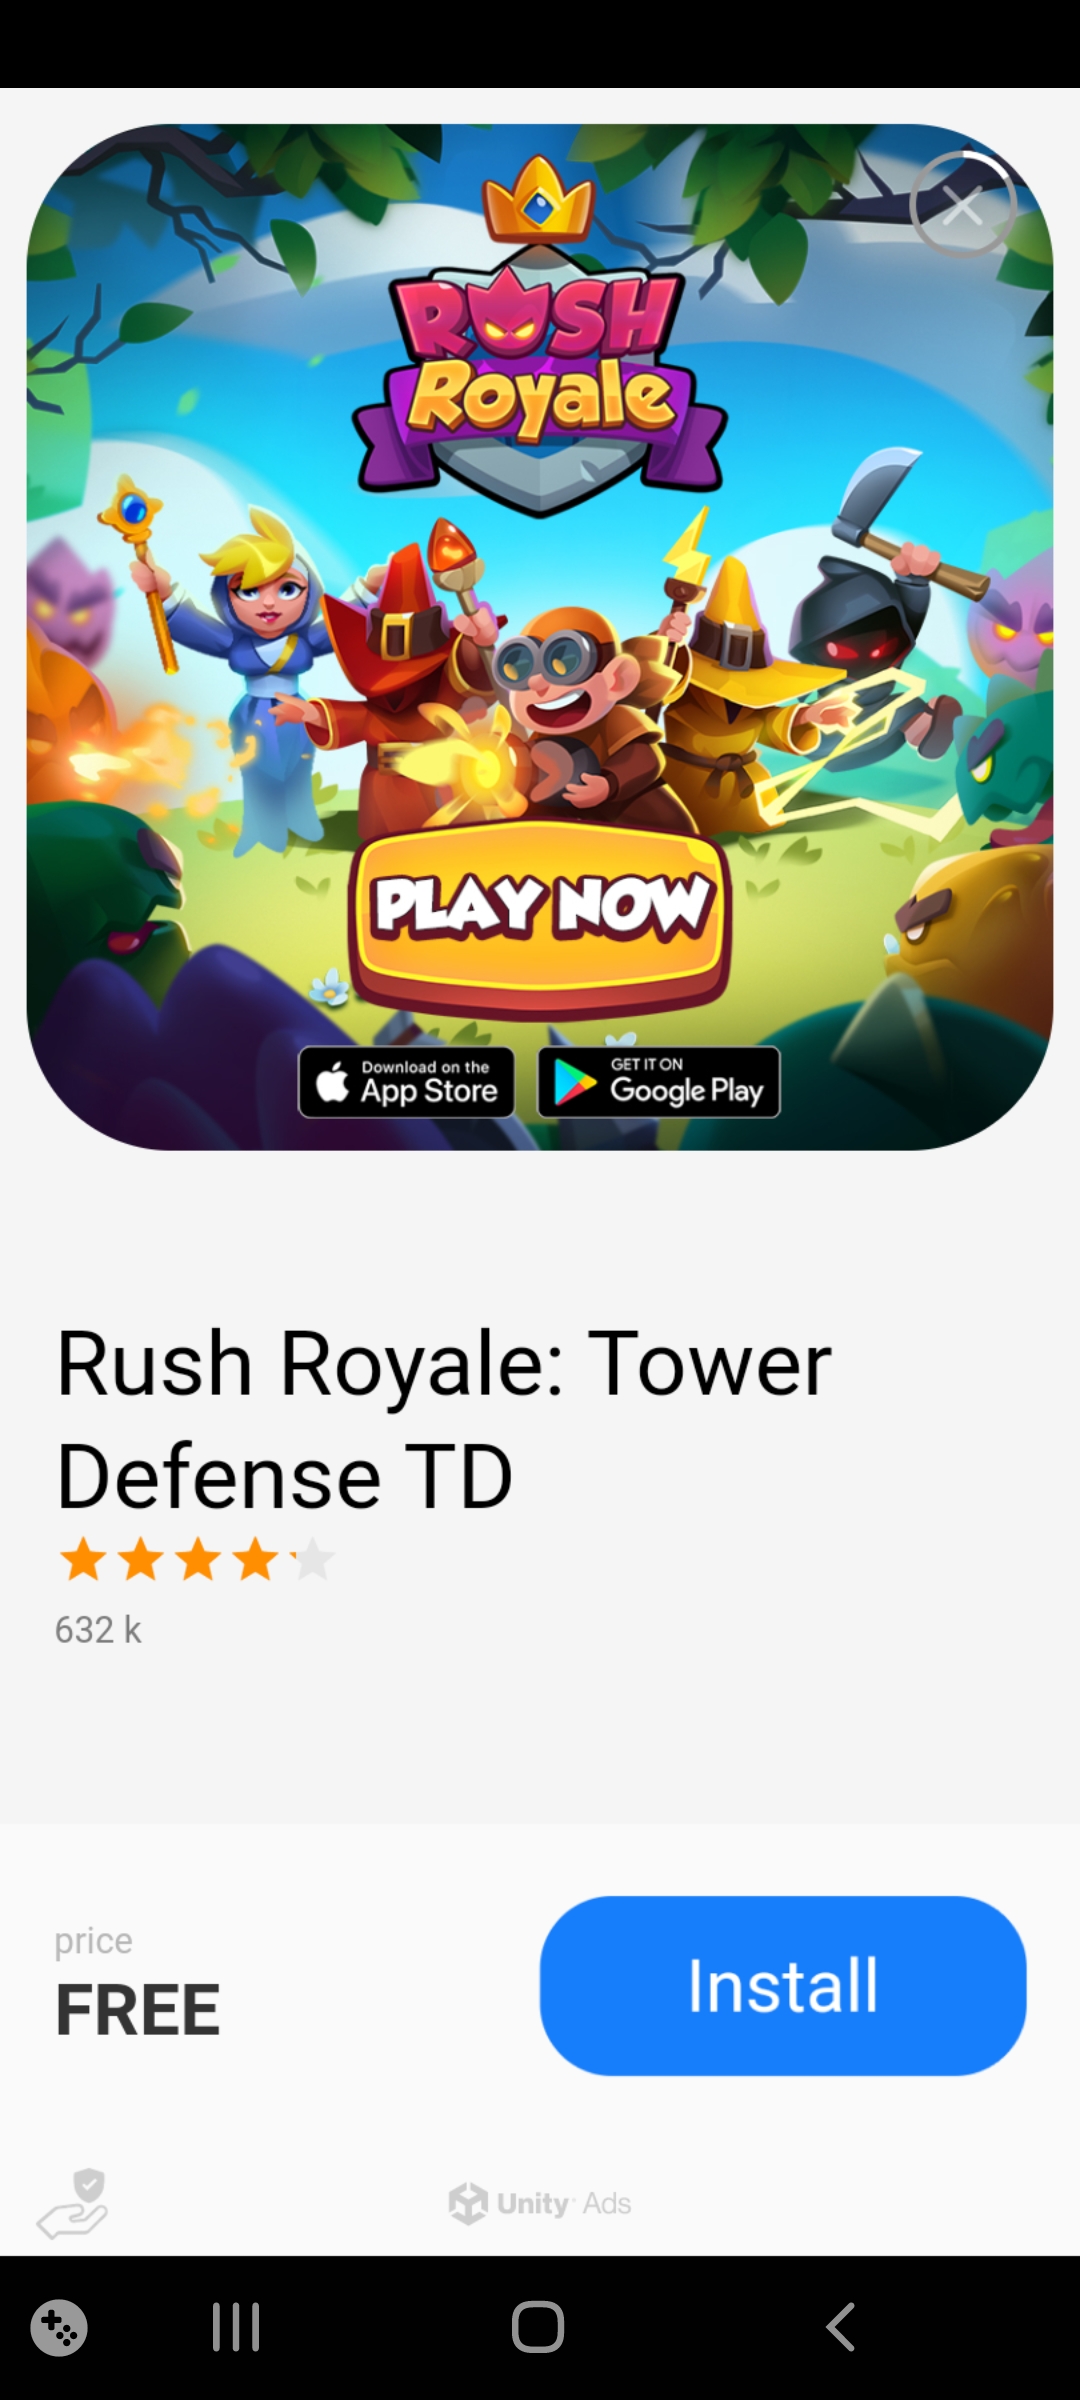 RUSH
Royale
PLAY NOW
Download on the
App Store
GET IT ON
Google Play
Rush Royale: Tower
Defense TD
632 k
price
FREE
Install
Unity Ads